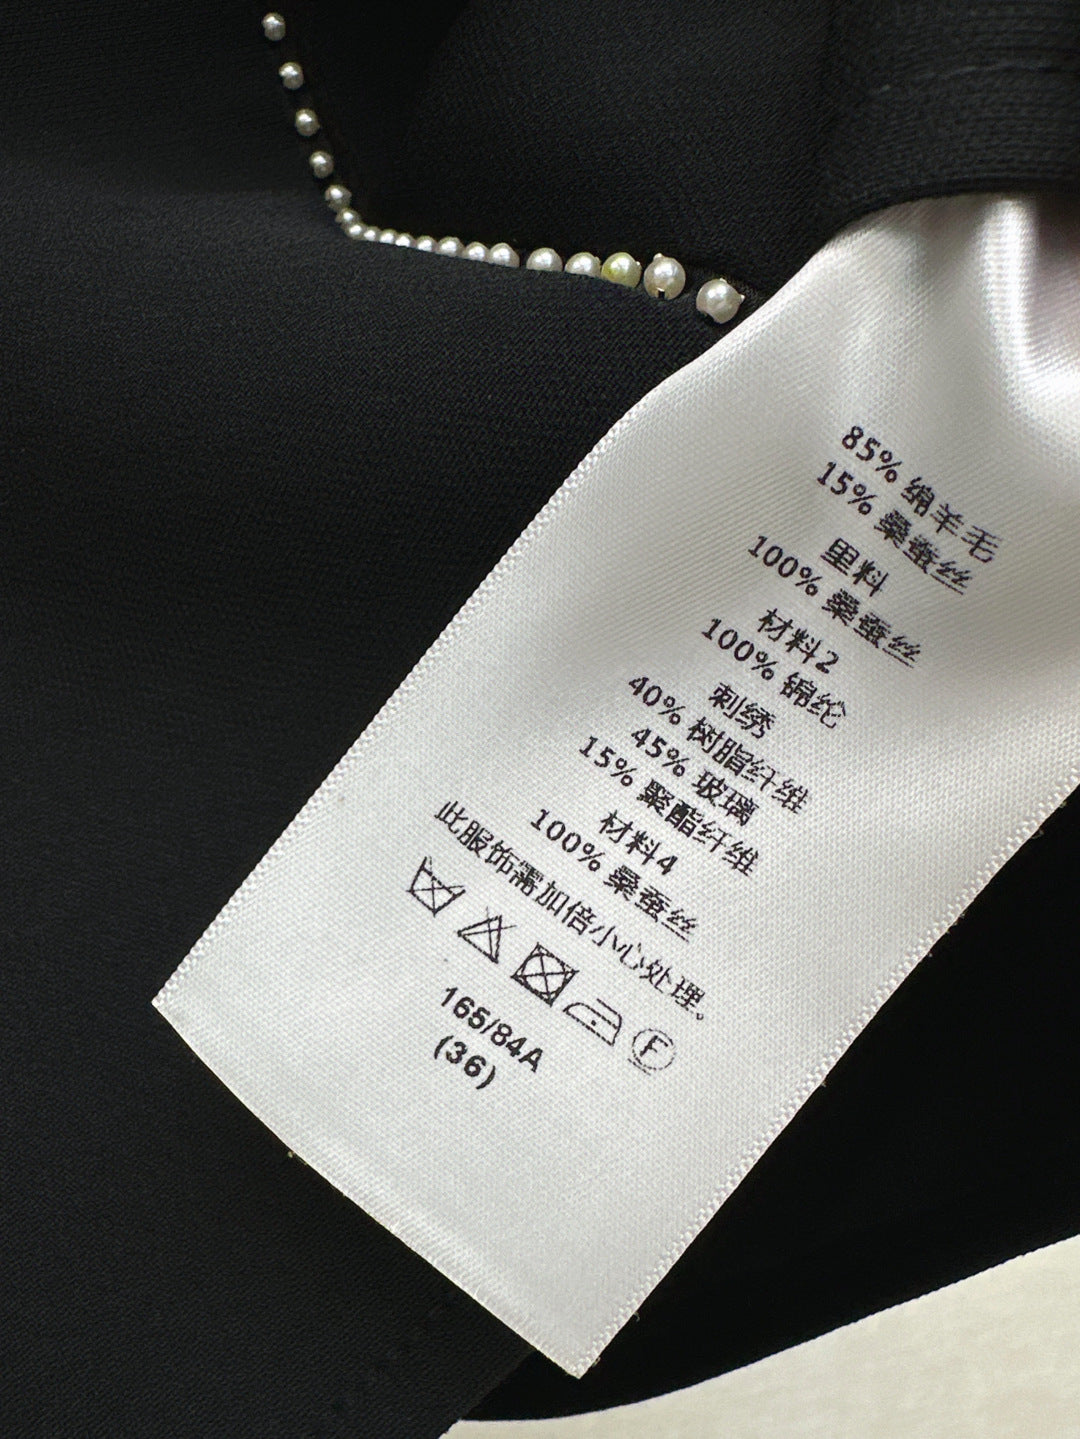 85% 绵羊毛
15% 桑蚕丝
里料
100% 桑蚕丝
材料2
100% 锦纶
刺绣
40% 树脂纤维
45% 玻璃
15% 聚酯纤维
材料4
100% 桑蚕丝
此服饰需加倍小心处理。
F
165/84A
(36)